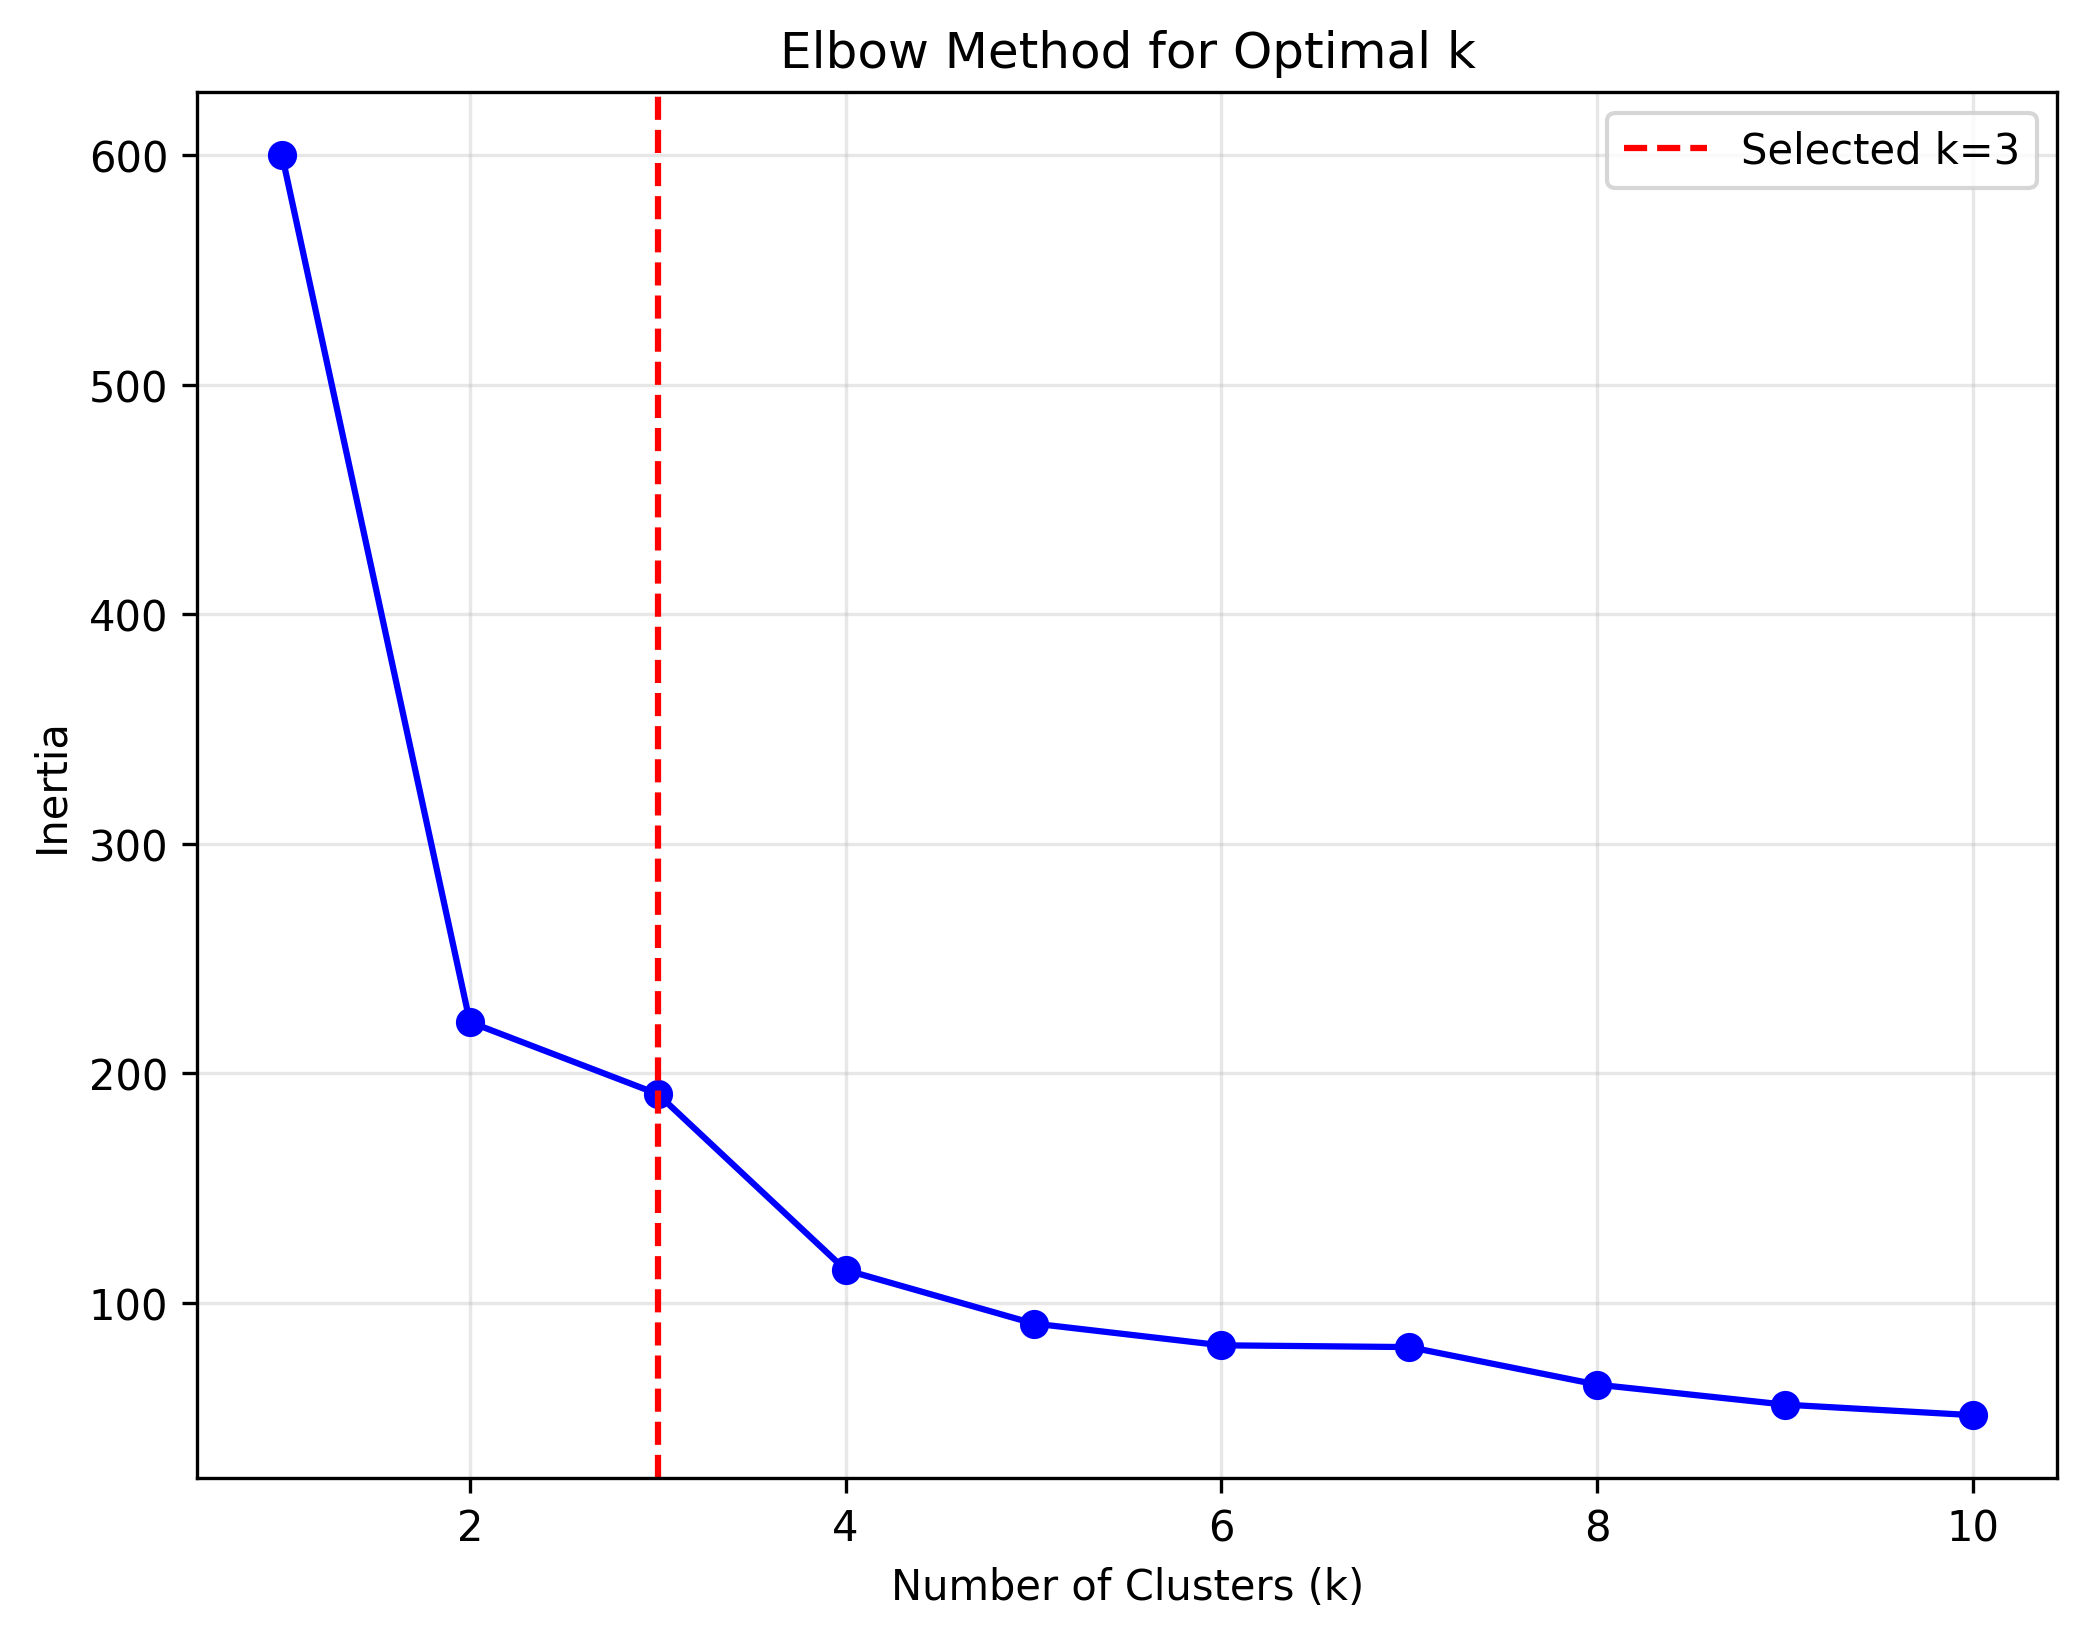 Elbow Method for Optimal k
Selected k=3
600
500
400
300
200
100
Inertia
2 4 6 8 10
Number of Clusters (k)